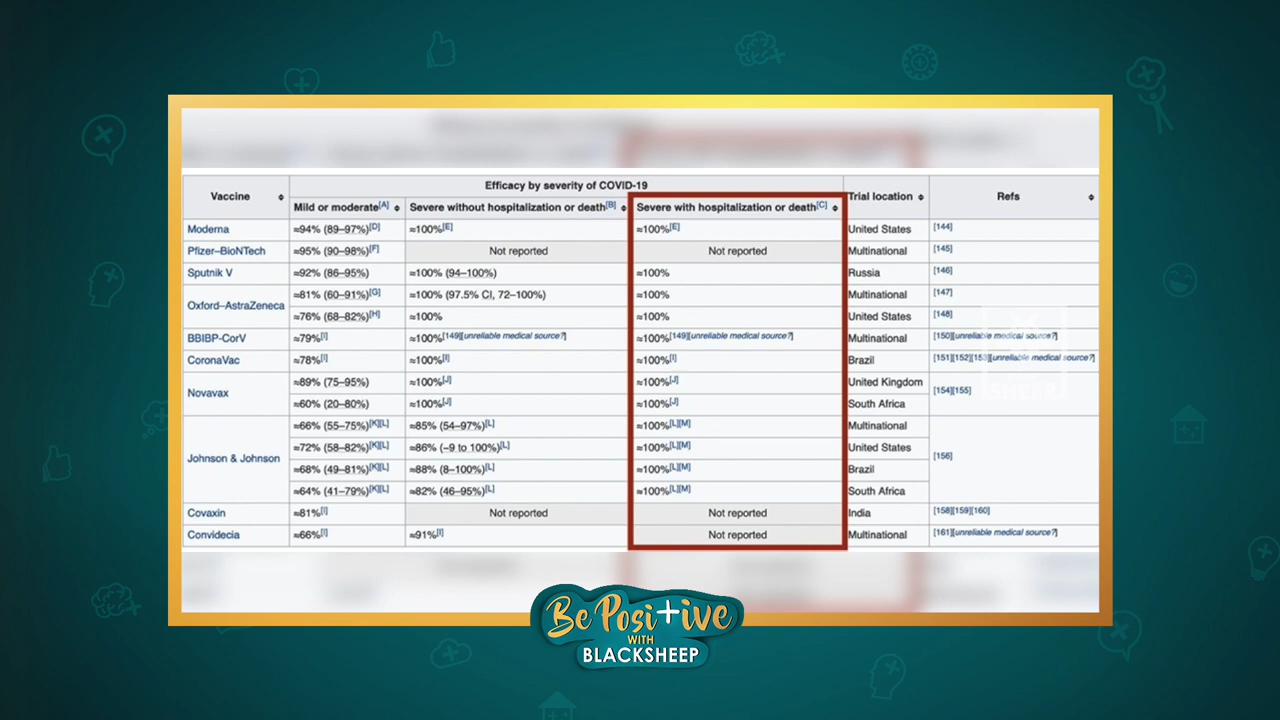 Vaccine Efficacy by severity of COVID-19 Trial location Refs
Mild or moderate[A] Severe without hospitalization or death[B] Severe with hospitalization or death[C]
Moderna ≈94% (89–97%)[D] ≈100%[E] ≈100%[E] United States [144]
Pfizer–BioNTech ≈95% (90–98%)[F] Not reported Not reported Multinational [145]
Sputnik V ≈92% (86–95%) ≈100% (94–100%) ≈100% Russia [146]
Oxford–AstraZeneca ≈81% (60–91%)[G] ≈100% (97.5% CI, 72–100%) ≈100% Multinational [147]
≈76% (68–82%)[H] ≈100% ≈100% United States [148]
BBIBP-CorV ≈79%[I] ≈100%[149][unreliable medical source?] ≈100%[149][unreliable medical source?] Multinational [150][unreliable medical source?]
CoronaVac ≈78%[I] ≈100%[I] ≈100%[I] Brazil [151][152][153][unreliable medical source?]
Novavax ≈89% (75–95%) ≈100%[J] ≈100%[J] United Kingdom [154][155]
≈60% (20–80%) ≈100%[J] ≈100%[J] South Africa
Johnson & Johnson ≈66% (55–75%)[K][L] ≈85% (54–97%)[L] ≈100%[L][M] Multinational [156]
≈72% (58–82%)[K][L] ≈86% (−9 to 100%)[L] ≈100%[L][M] United States
≈68% (49–81%)[K][L] ≈88% (8–100%)[L] ≈100%[L][M] Brazil
≈64% (41–79%)[K][L] ≈82% (46–95%)[L] ≈100%[L][M] South Africa
Covaxin ≈81%[I] Not reported Not reported India [158][159][160]
Convidecia ≈66%[I] ≈91%[I] Not reported Multinational [161][unreliable medical source?]
SHEEP
Be Posi+ive
WITH
BLACKSHEEP